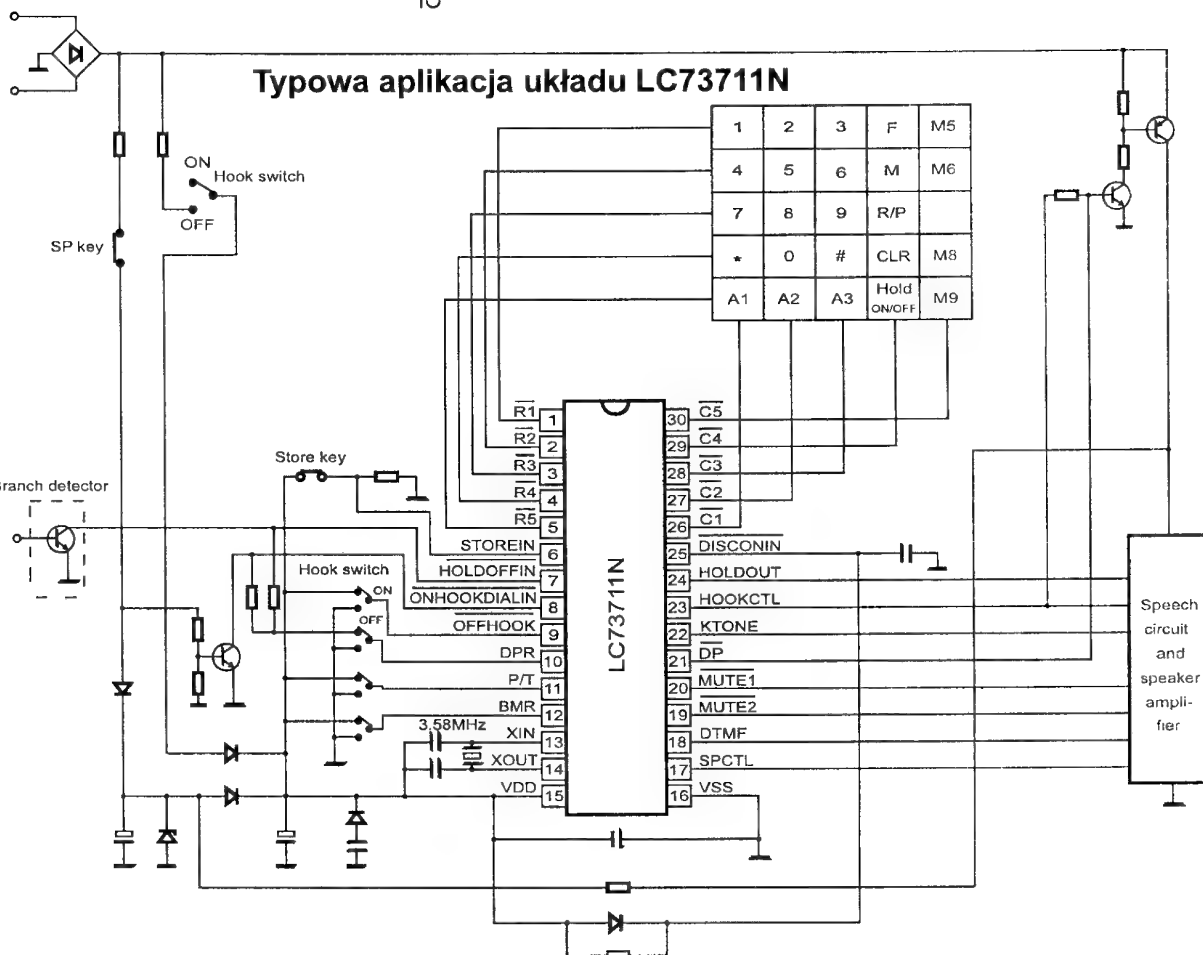 Typowa aplikacja układu LC73711N
ON
Hook switch
OFF
SP key
1 2 3 F M5
4 5 6 M M6
7 8 9 R/P
* 0 # CLR M8
A1 A2 A3 Hold ON/OFF M9
Store key
Branch detector
Hook switch
ON
OFF
3.58MHz
LC73711N
R1 1
R2 2
R3 3
R4 4
R5 5
STOREIN 6
HOLDOFFIN 7
ONHOOKDIALIN 8
OFFHOOK 9
DPR 10
P/T 11
BMR 12
XIN 13
XOUT 14
VDD 15
30 C5
29 C4
28 C3
27 C2
26 C1
25 DISCONIN
24 HOLDOUT
23 HOOKCTL
22 KTONE
21 DP
20 MUTE1
19 MUTE2
18 DTMF
17 SPCTL
16 VSS
Speech
circuit
and
speaker
ampli-
fier